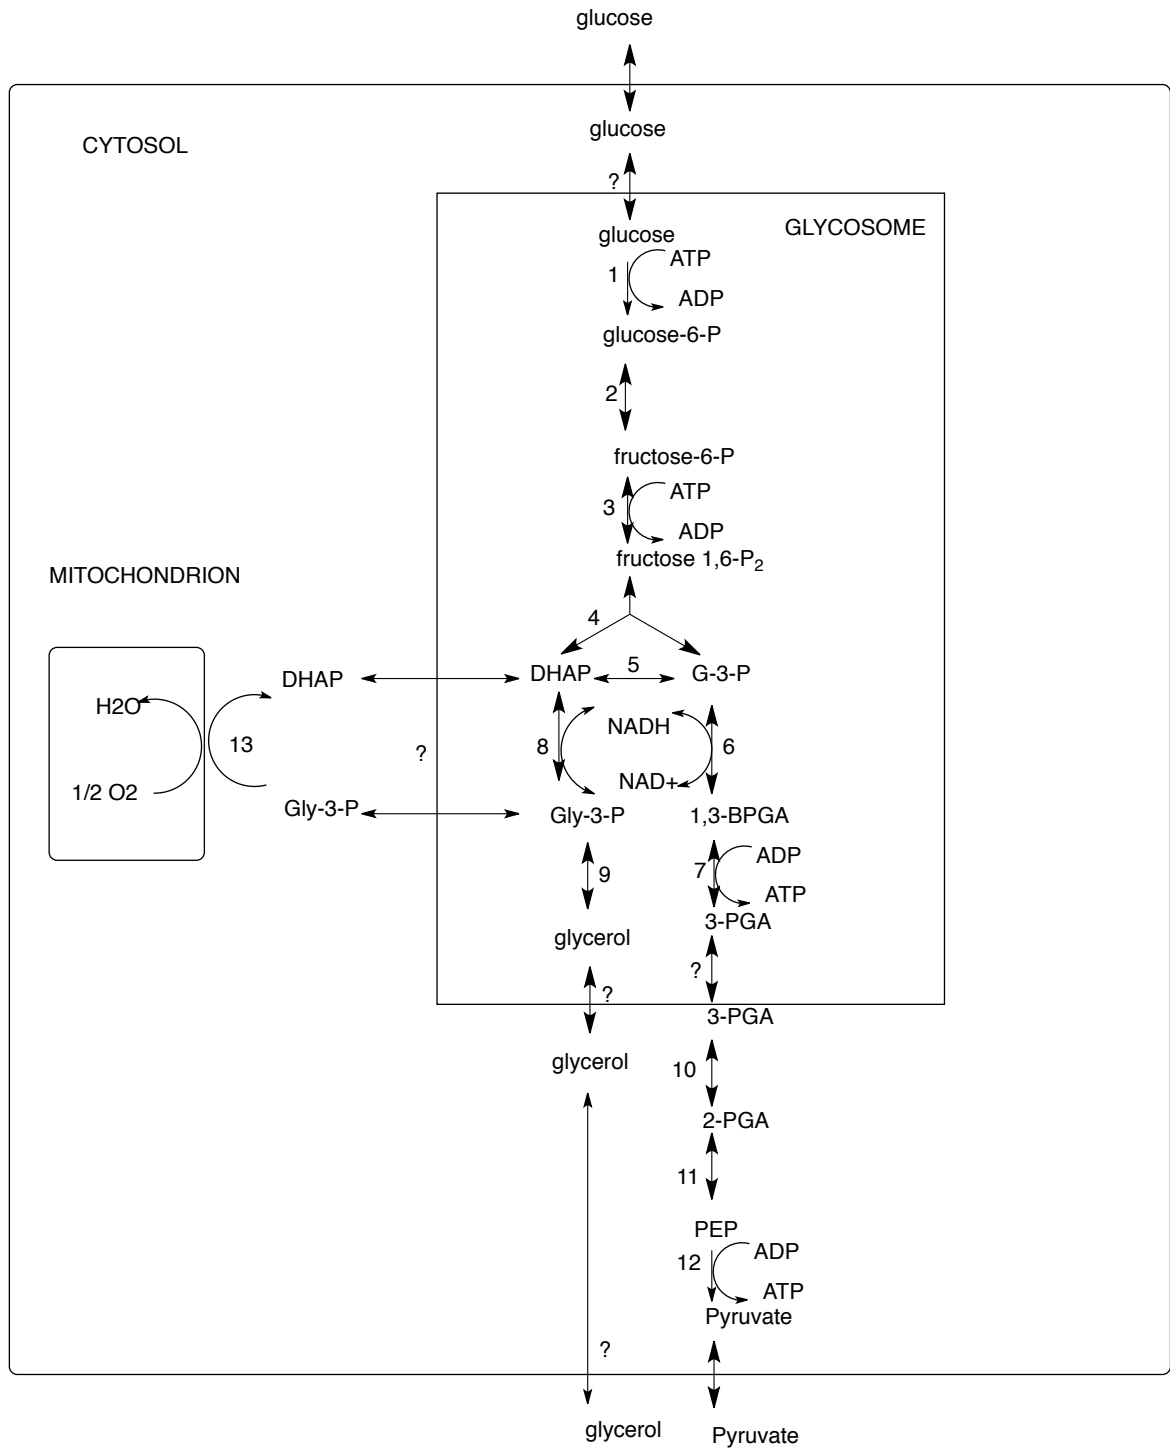 glucose
CYTOSOL
glucose
?
GLYCOSOME
glucose
ATP
1
ADP
glucose-6-P
2
fructose-6-P
ATP
3
ADP
fructose 1,6-P2
MITOCHONDRION
4
DHAP
DHAP
5
G-3-P
H2O
13
?
8
NADH
6
1/2 O2
NAD+
Gly-3-P
Gly-3-P
1,3-BPGA
9
7
ADP
ATP
3-PGA
glycerol
?
?
3-PGA
glycerol
10
2-PGA
11
PEP
12
ADP
ATP
Pyruvate
?
glycerol
Pyruvate